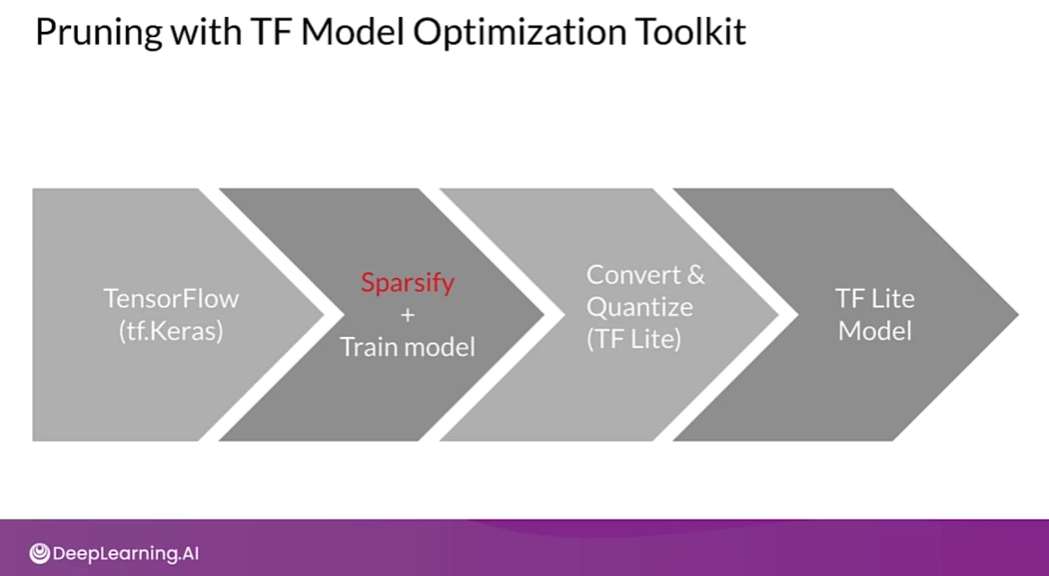 Pruning with TF Model Optimization Toolkit
TensorFlow
(tf.Keras)
Sparsify
+
Train model
Convert &
Quantize
(TF Lite)
TF Lite
Model
DeepLearning.AI